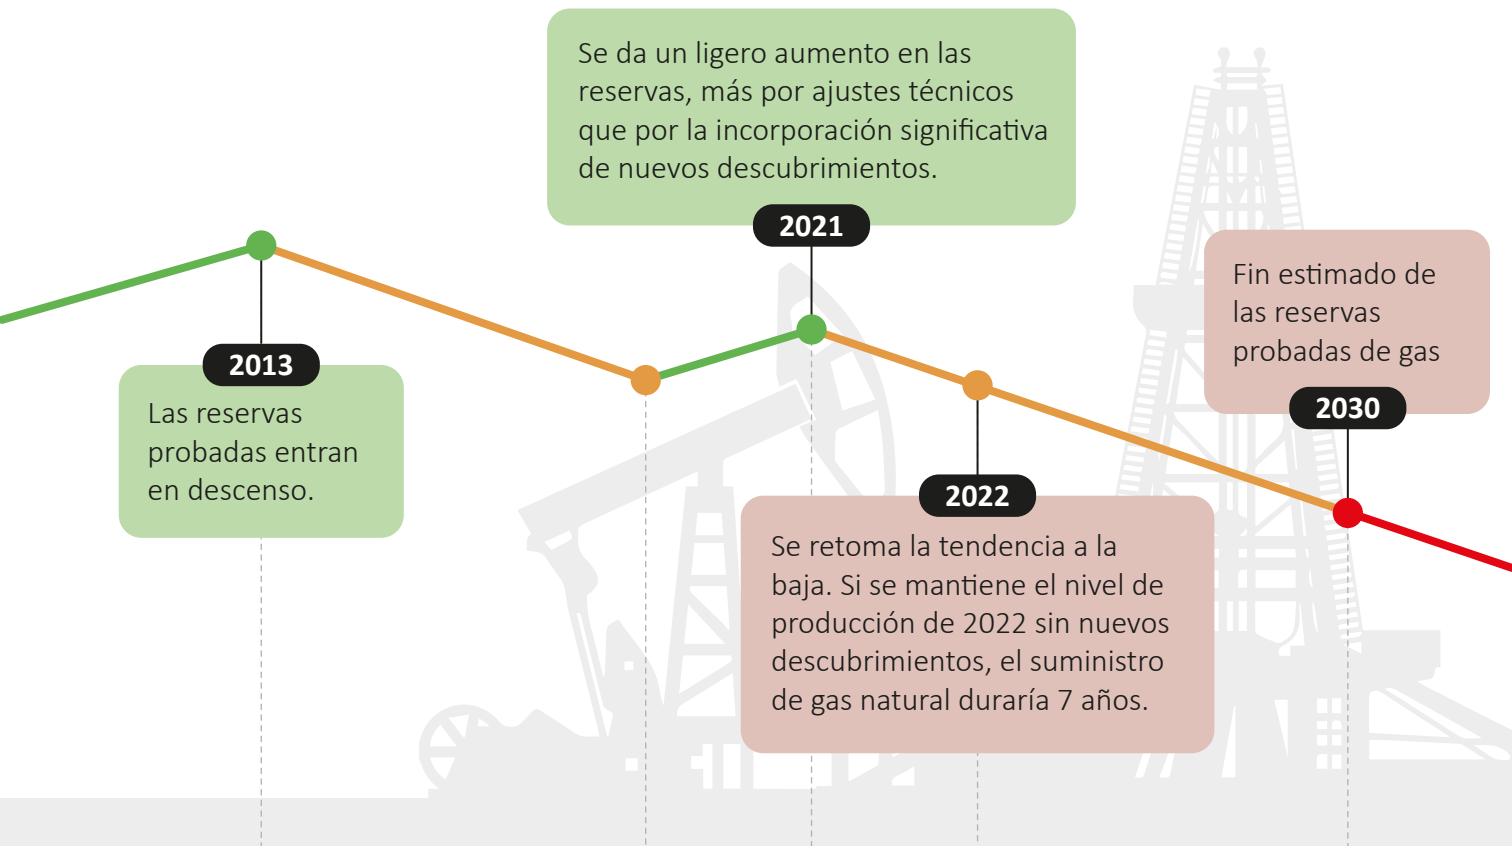 2013
Las reservas
probadas entran
en descenso.
Se da un ligero aumento en las
reservas, más por ajustes técnicos
que por la incorporación significativa
de nuevos descubrimientos.
2021
2022
Se retoma la tendencia a la
baja. Si se mantiene el nivel de
producción de 2022 sin nuevos
descubrimientos, el suministro
de gas natural duraría 7 años.
Fin estimado de
las reservas
probadas de gas
2030